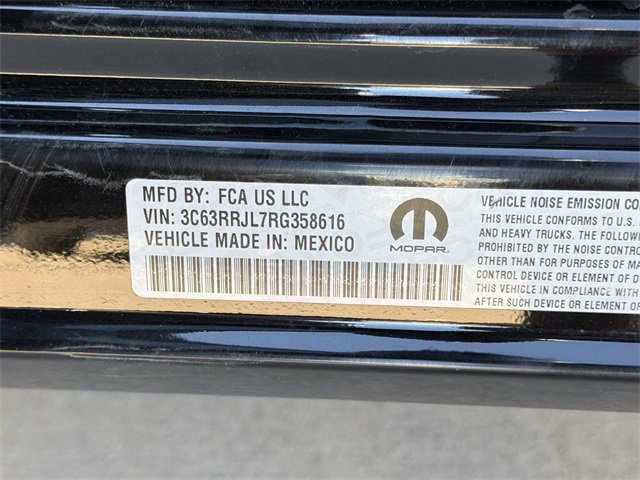 MFD BY: FCA US LLC
VIN: 3C63RRJL7RG358616
VEHICLE MADE IN: MEXICO
MOPAR
VEHICLE NOISE EMISSION
THIS VEHICLE CONFORMS TO U.S.
AND HEAVY TRUCKS. THE FOLLOW
PROHIBITED BY THE NOISE CONTRO
OTHER THAN FOR PURPOSES OF MA
CONTROL DEVICE OR ELEMENT OF D
THIS VEHICLE IN COMPLIANCE WITH
AFTER SUCH DEVICE OR ELEMENT OF